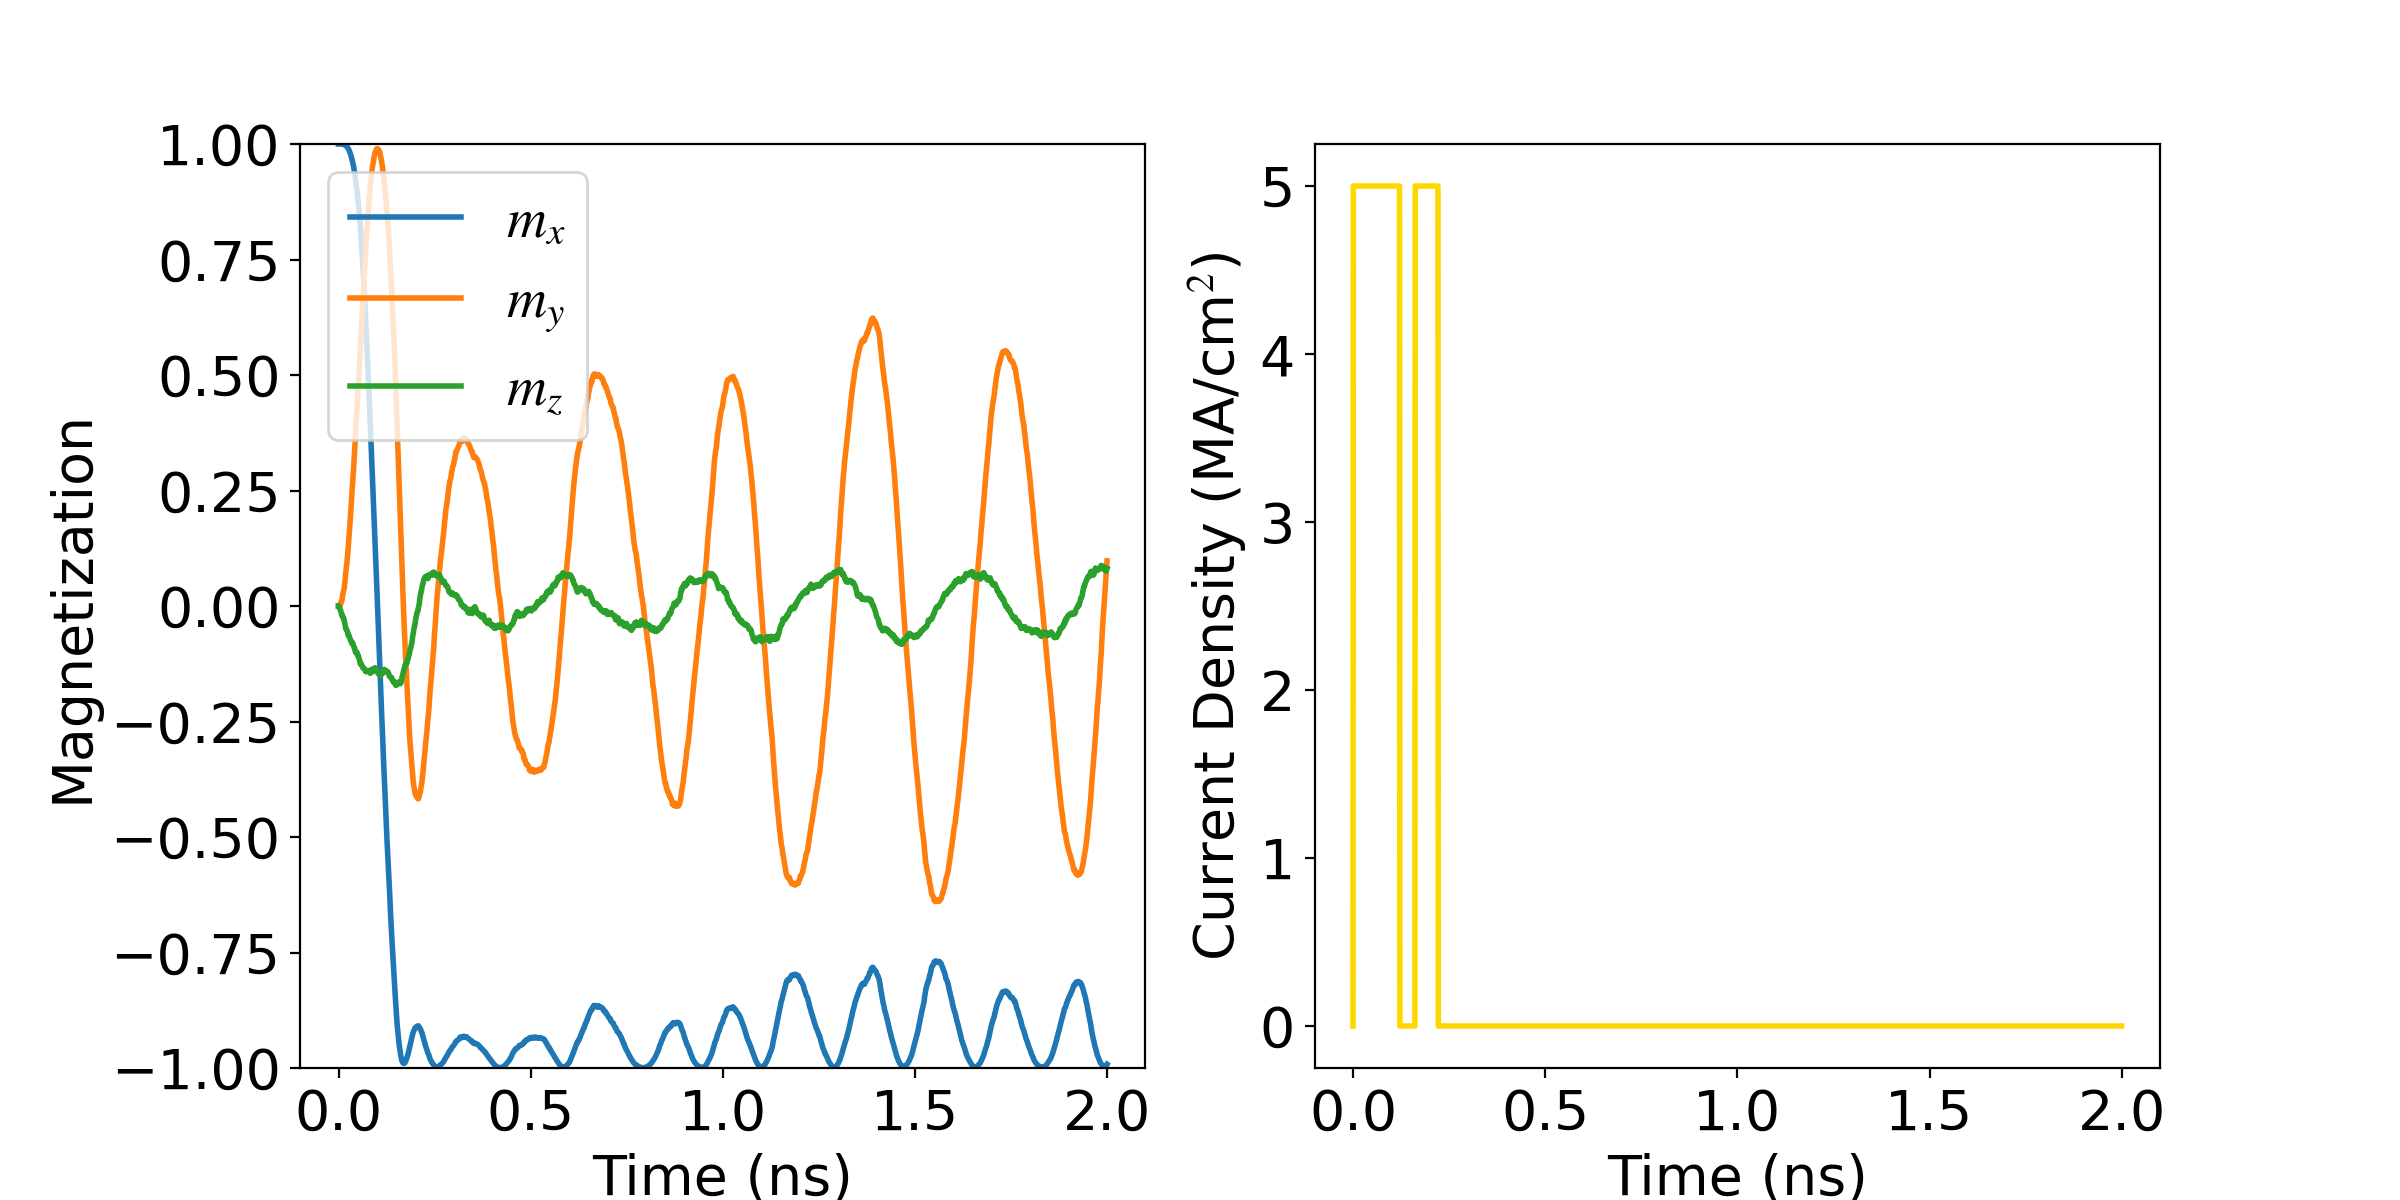 1.00
0.75
0.50
0.25
0.00
−0.25
−0.50
−0.75
−1.00
Magnetization
m_x
m_y
m_z
0.0 0.5 1.0 1.5 2.0
Time (ns)
5
4
3
2
1
0
Current Density (MA/cm²)
0.0 0.5 1.0 1.5 2.0
Time (ns)